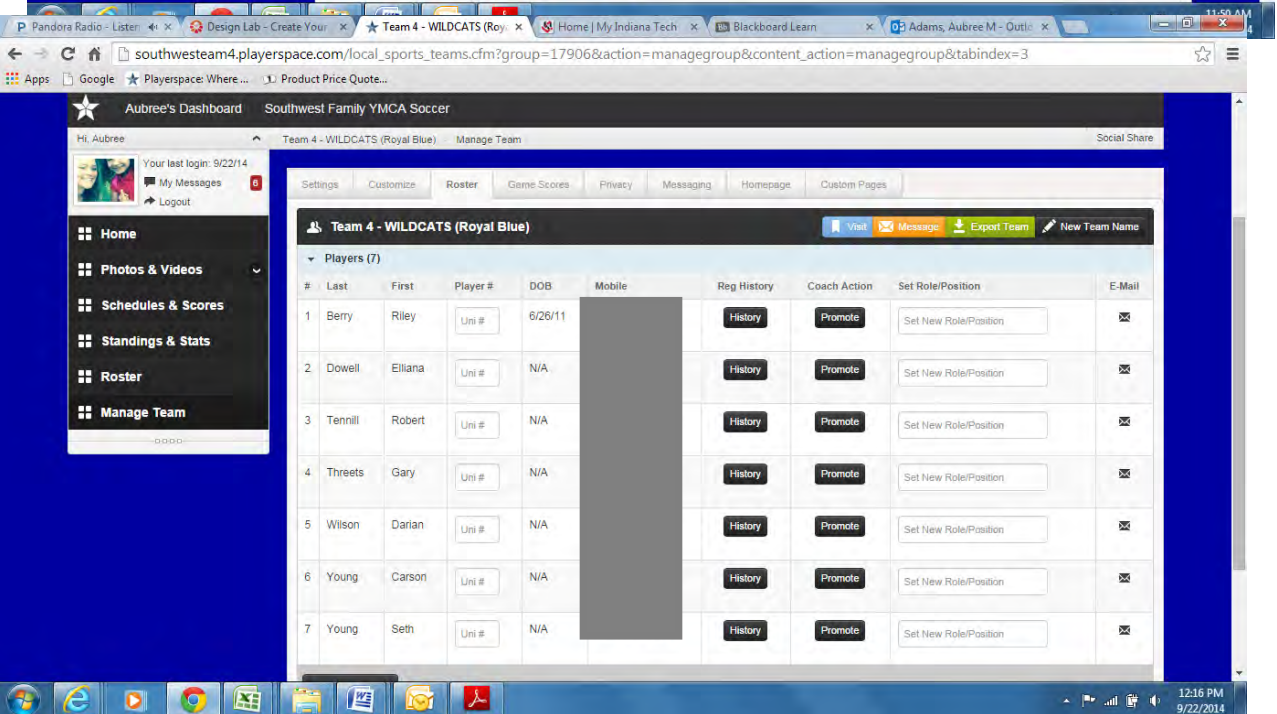 11:50 AM
Pandora Radio - Listen
Design Lab - Create Your
Team 4 - WILDCATS (Roy
Home | My Indiana Tech
Blackboard Learn
Adams, Aubree M - Outlo
southwesteam4.playerspace.com/local_sports_teams.cfm?group=17906&action=managegroup&content_action=managegroup&tabindex=3
Apps Google Playerspace: Where ... Product Price Quote...
Aubree's Dashboard Southwest Family YMCA Soccer
Hi, Aubree Team 4 - WILDCATS (Royal Blue) Manage Team Social Share
Your last login: 9/22/14
My Messages 6
Logout
Home
Photos & Videos
Schedules & Scores
Standings & Stats
Roster
Manage Team
Settings Customize Roster Game Scores Privacy Messaging Homepage Custom Pages
Team 4 - WILDCATS (Royal Blue) Visit Message Export Team New Team Name
Players (7)
# Last First Player # DOB Mobile Reg History Coach Action Set Role/Position E-Mail
1 Berry Riley Uni # 6/26/11 History Promote Set New Role/Position
2 Dowell Elliana Uni # N/A History Promote Set New Role/Position
3 Tennill Robert Uni # N/A History Promote Set New Role/Position
4 Threets Gary Uni # N/A History Promote Set New Role/Position
5 Wilson Darian Uni # N/A History Promote Set New Role/Position
6 Young Carson Uni # N/A History Promote Set New Role/Position
7 Young Seth Uni # N/A History Promote Set New Role/Position
12:16 PM
9/22/2014